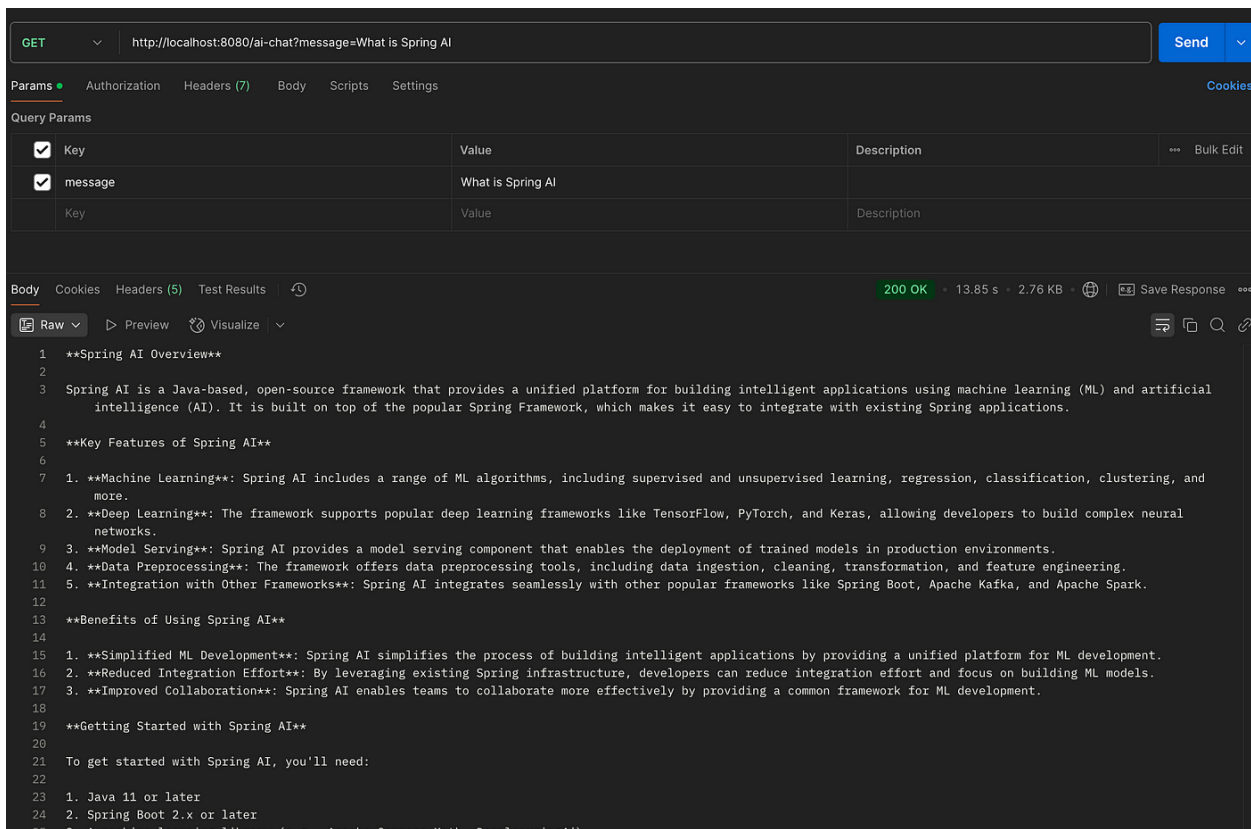 GET http://localhost:8080/ai-chat?message=What is Spring AI Send
Params Authorization Headers (7) Body Scripts Settings Cookies
Query Params
Key Value Description Bulk Edit
message What is Spring AI
Key Value Description
Body Cookies Headers (5) Test Results 200 OK 13.85 s 2.76 KB e.g. Save Response
Raw Preview Visualize
1 **Spring AI Overview**
2
3 Spring AI is a Java-based, open-source framework that provides a unified platform for building intelligent applications using machine learning (ML) and artificial
intelligence (AI). It is built on top of the popular Spring Framework, which makes it easy to integrate with existing Spring applications.
4
5 **Key Features of Spring AI**
6
7 1. **Machine Learning**: Spring AI includes a range of ML algorithms, including supervised and unsupervised learning, regression, classification, clustering, and
more.
8 2. **Deep Learning**: The framework supports popular deep learning frameworks like TensorFlow, PyTorch, and Keras, allowing developers to build complex neural
networks.
9 3. **Model Serving**: Spring AI provides a model serving component that enables the deployment of trained models in production environments.
10 4. **Data Preprocessing**: The framework offers data preprocessing tools, including data ingestion, cleaning, transformation, and feature engineering.
11 5. **Integration with Other Frameworks**: Spring AI integrates seamlessly with other popular frameworks like Spring Boot, Apache Kafka, and Apache Spark.
12
13 **Benefits of Using Spring AI**
14
15 1. **Simplified ML Development**: Spring AI simplifies the process of building intelligent applications by providing a unified platform for ML development.
16 2. **Reduced Integration Effort**: By leveraging existing Spring infrastructure, developers can reduce integration effort and focus on building ML models.
17 3. **Improved Collaboration**: Spring AI enables teams to collaborate more effectively by providing a common framework for ML development.
18
19 **Getting Started with Spring AI**
20
21 To get started with Spring AI, you'll need:
22
23 1. Java 11 or later
24 2. Spring Boot 2.x or later